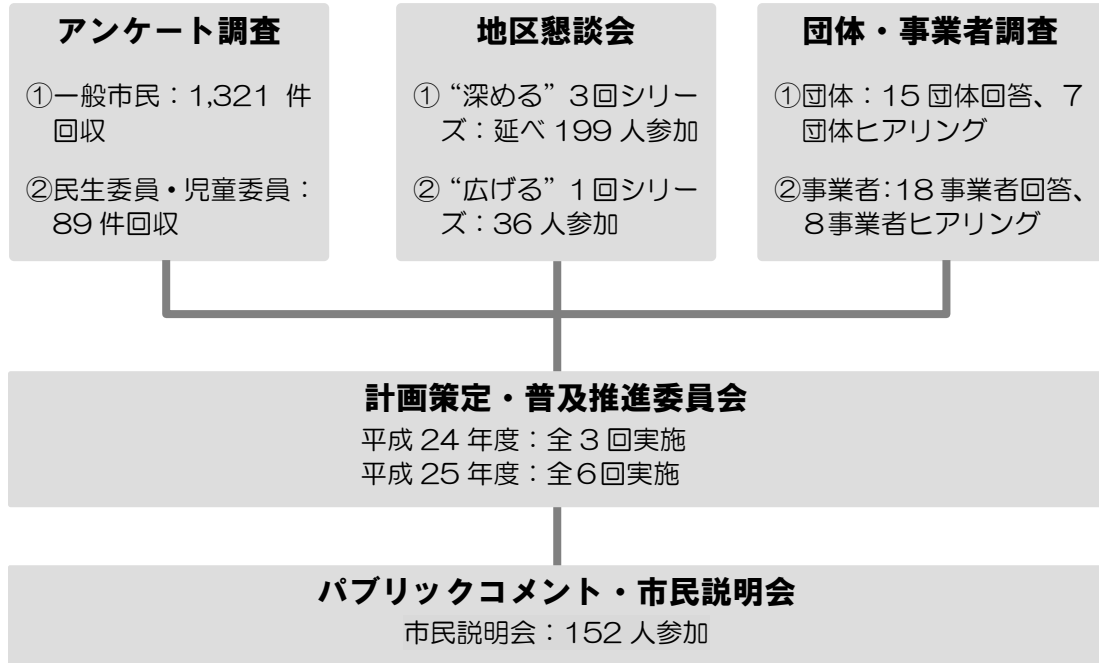 アンケート調査
①一般市民：1,321 件
回収
②民生委員・児童委員：
89 件回収
地区懇談会
① “深める” 3回シリー
ズ：延べ 199 人参加
② “広げる” 1回シリー
ズ：36 人参加
団体・事業者調査
①団体：15 団体回答、7
団体ヒアリング
②事業者：18 事業者回答、
8事業者ヒアリング
計画策定・普及推進委員会
平成 24 年度：全 3 回実施
平成 25 年度：全6回実施
パブリックコメント・市民説明会
市民説明会：152 人参加